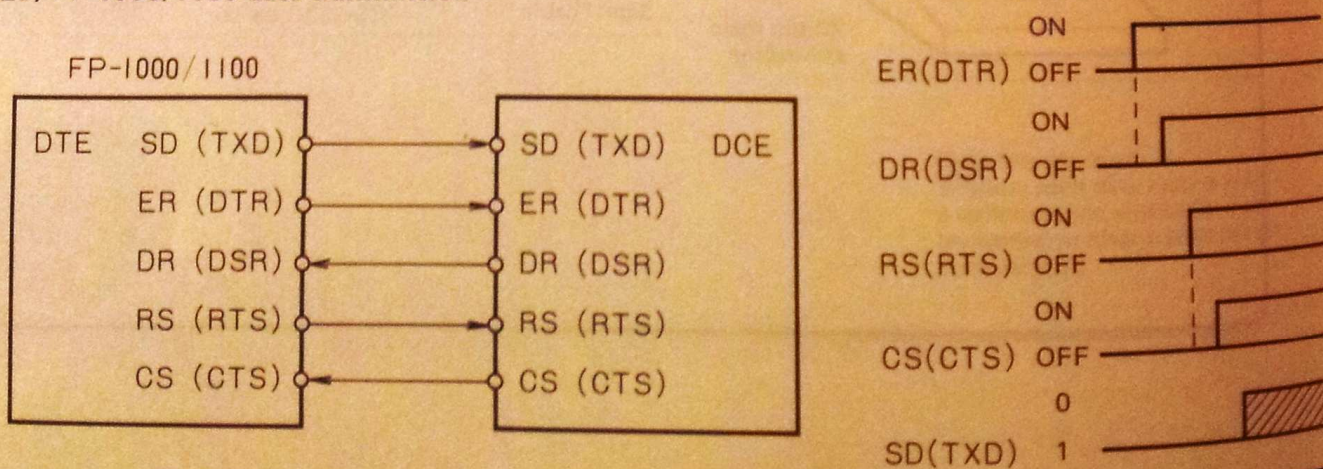 FP-1000/1100
DTE SD (TXD)
ER (DTR)
DR (DSR)
RS (RTS)
CS (CTS)
SD (TXD) DCE
ER (DTR)
DR (DSR)
RS (RTS)
CS (CTS)
ON
ER(DTR) OFF
ON
DR(DSR) OFF
ON
RS(RTS) OFF
ON
CS(CTS) OFF
0
SD(TXD) 1